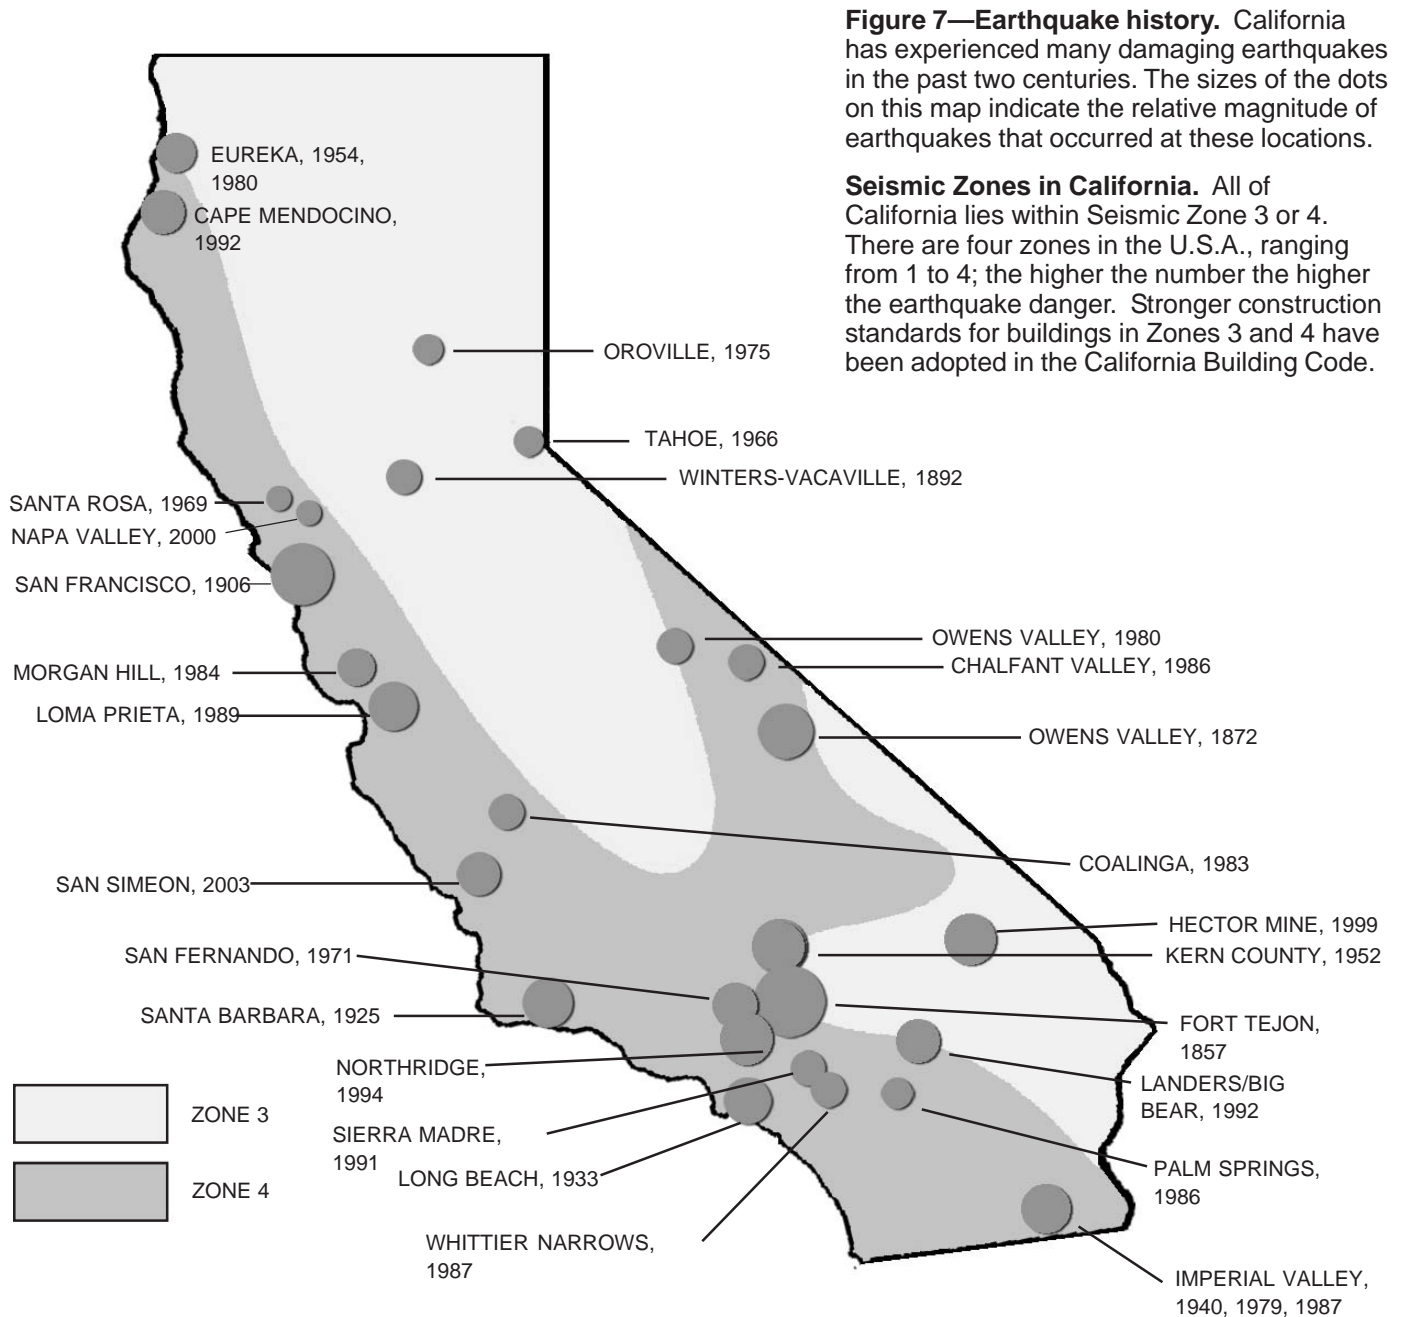 Figure 7—Earthquake history. California
has experienced many damaging earthquakes
in the past two centuries. The sizes of the dots
on this map indicate the relative magnitude of
earthquakes that occurred at these locations.
Seismic Zones in California. All of
California lies within Seismic Zone 3 or 4.
There are four zones in the U.S.A., ranging
from 1 to 4; the higher the number the higher
the earthquake danger. Stronger construction
standards for buildings in Zones 3 and 4 have
been adopted in the California Building Code.
EUREKA, 1954,
1980
CAPE MENDOCINO,
1992
OROVILLE, 1975
TAHOE, 1966
WINTERS-VACAVILLE, 1892
SANTA ROSA, 1969
NAPA VALLEY, 2000
SAN FRANCISCO, 1906
OWENS VALLEY, 1980
CHALFANT VALLEY, 1986
MORGAN HILL, 1984
LOMA PRIETA, 1989
OWENS VALLEY, 1872
COALINGA, 1983
SAN SIMEON, 2003
HECTOR MINE, 1999
KERN COUNTY, 1952
SAN FERNANDO, 1971
SANTA BARBARA, 1925
FORT TEJON,
1857
NORTHRIDGE,
1994
LANDERS/BIG
BEAR, 1992
ZONE 3
SIERRA MADRE,
1991
LONG BEACH, 1933
PALM SPRINGS,
1986
ZONE 4
WHITTIER NARROWS,
1987
IMPERIAL VALLEY,
1940, 1979, 1987